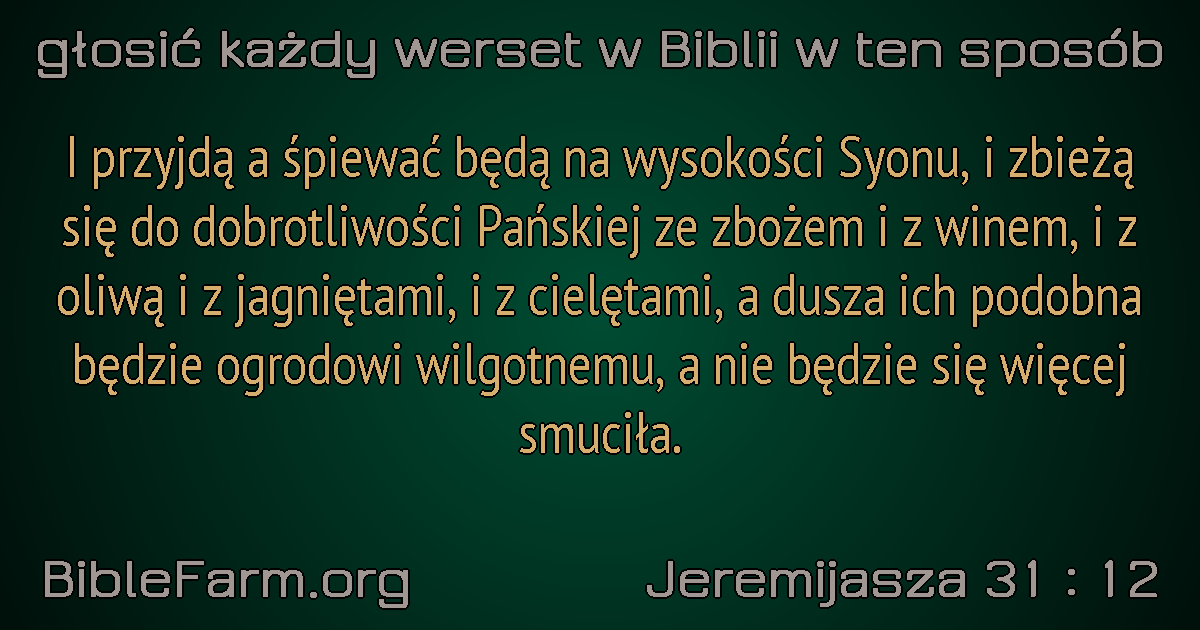 głosić każdy werset w Biblii w ten sposób
I przyjdą a śpiewać będą na wysokości Syonu, i zbieżą
się do dobrotliwości Pańskiej ze zbożem i z winem, i z
oliwą i z jagniętami, i z cielętami, a dusza ich podobna
będzie ogrodowi wilgotnemu, a nie będzie się więcej
smuciła.
BibleFarm.org
Jeremijasza 31 : 12